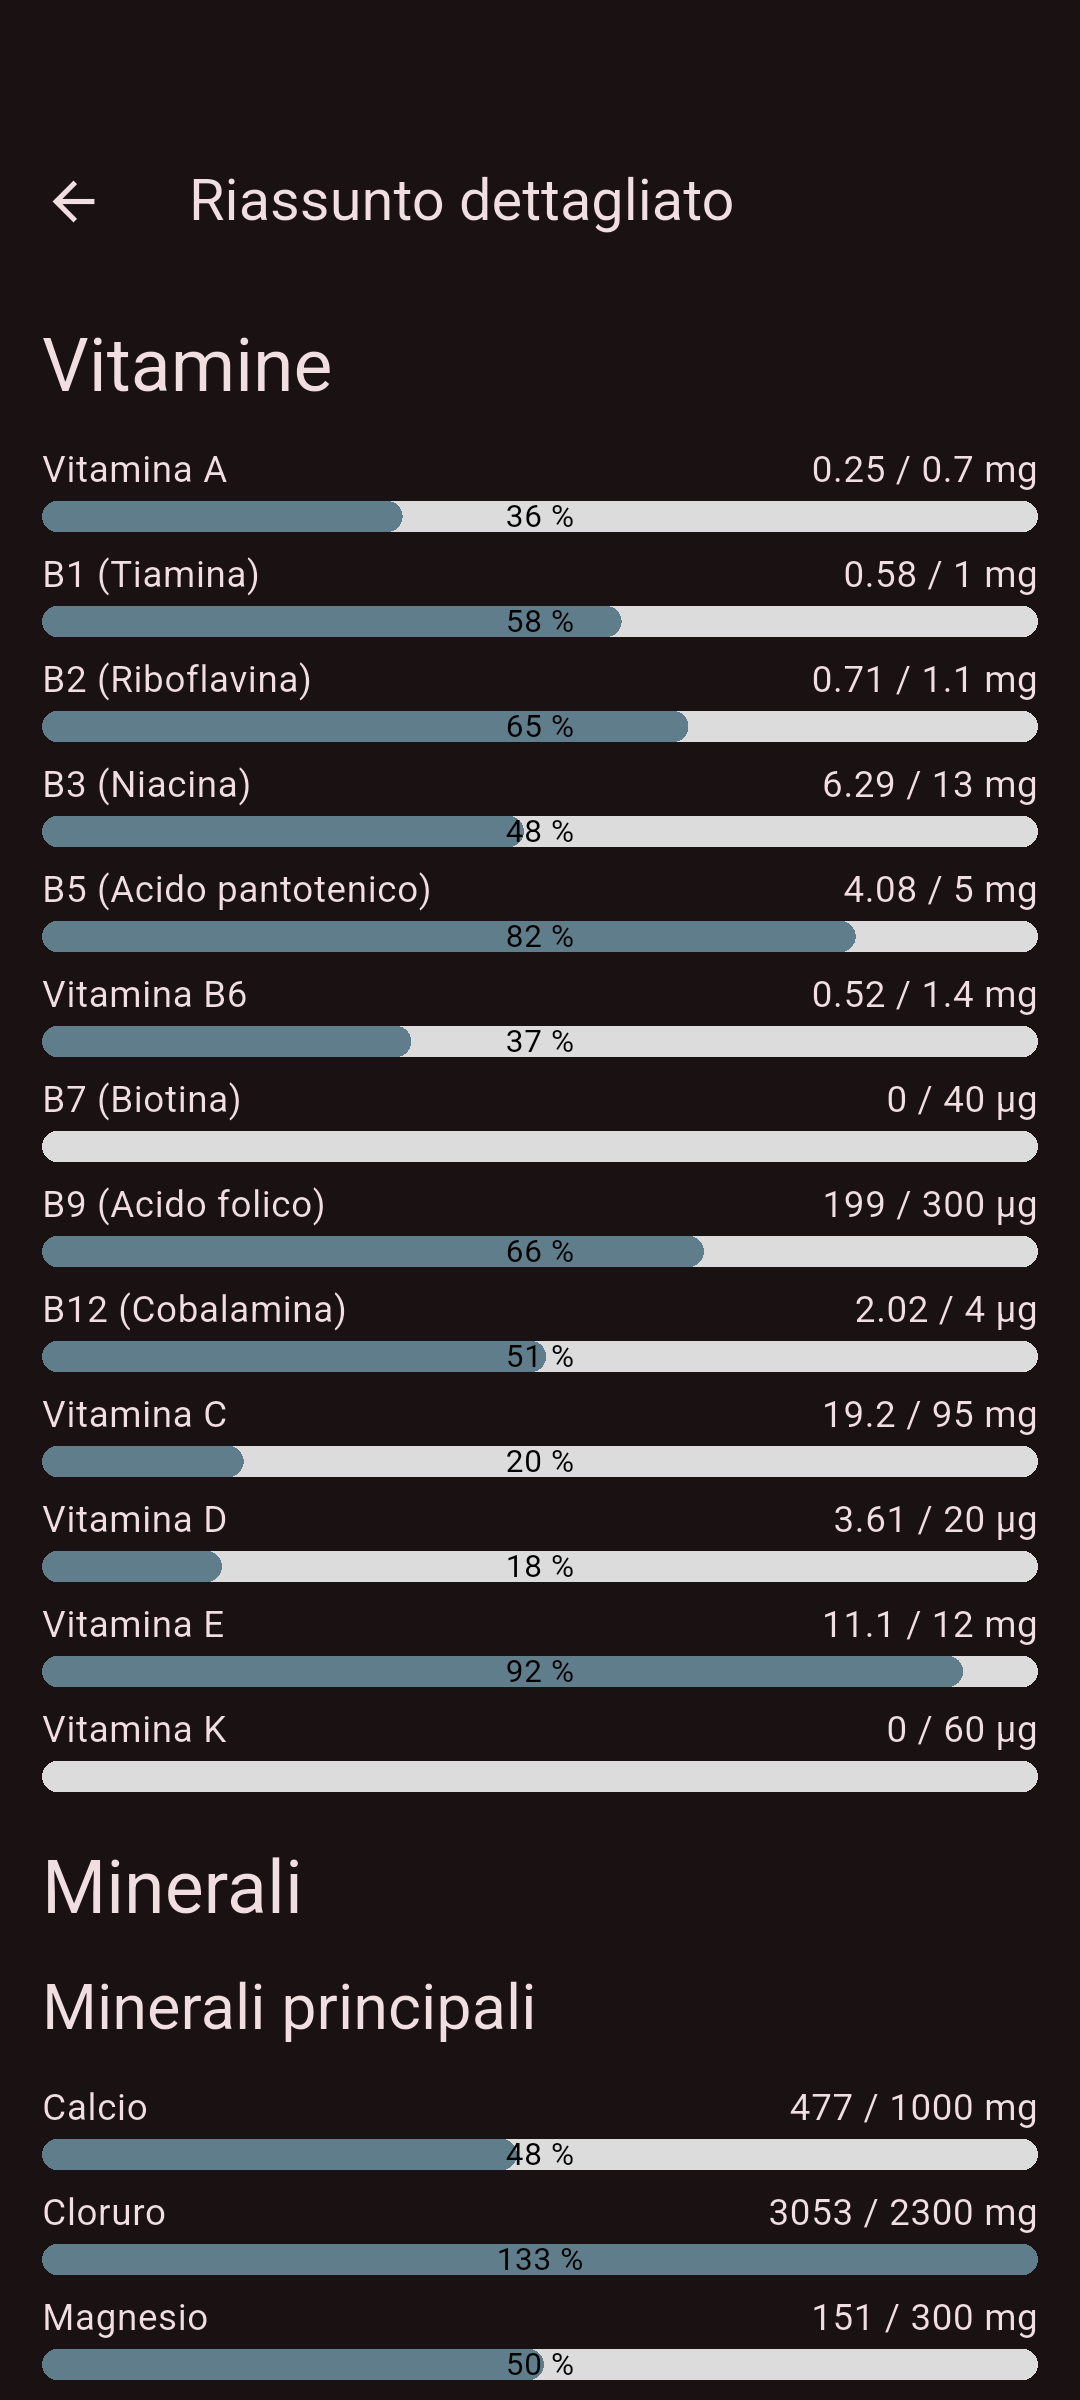 Riassunto dettagliato
Vitamine
Vitamina A 0.25 / 0.7 mg
36 %
B1 (Tiamina) 0.58 / 1 mg
58 %
B2 (Riboflavina) 0.71 / 1.1 mg
65 %
B3 (Niacina) 6.29 / 13 mg
48 %
B5 (Acido pantotenico) 4.08 / 5 mg
82 %
Vitamina B6 0.52 / 1.4 mg
37 %
B7 (Biotina) 0 / 40 µg
B9 (Acido folico) 199 / 300 µg
66 %
B12 (Cobalamina) 2.02 / 4 µg
51 %
Vitamina C 19.2 / 95 mg
20 %
Vitamina D 3.61 / 20 µg
18 %
Vitamina E 11.1 / 12 mg
92 %
Vitamina K 0 / 60 µg
Minerali
Minerali principali
Calcio 477 / 1000 mg
48 %
Cloruro 3053 / 2300 mg
133 %
Magnesio 151 / 300 mg
50 %